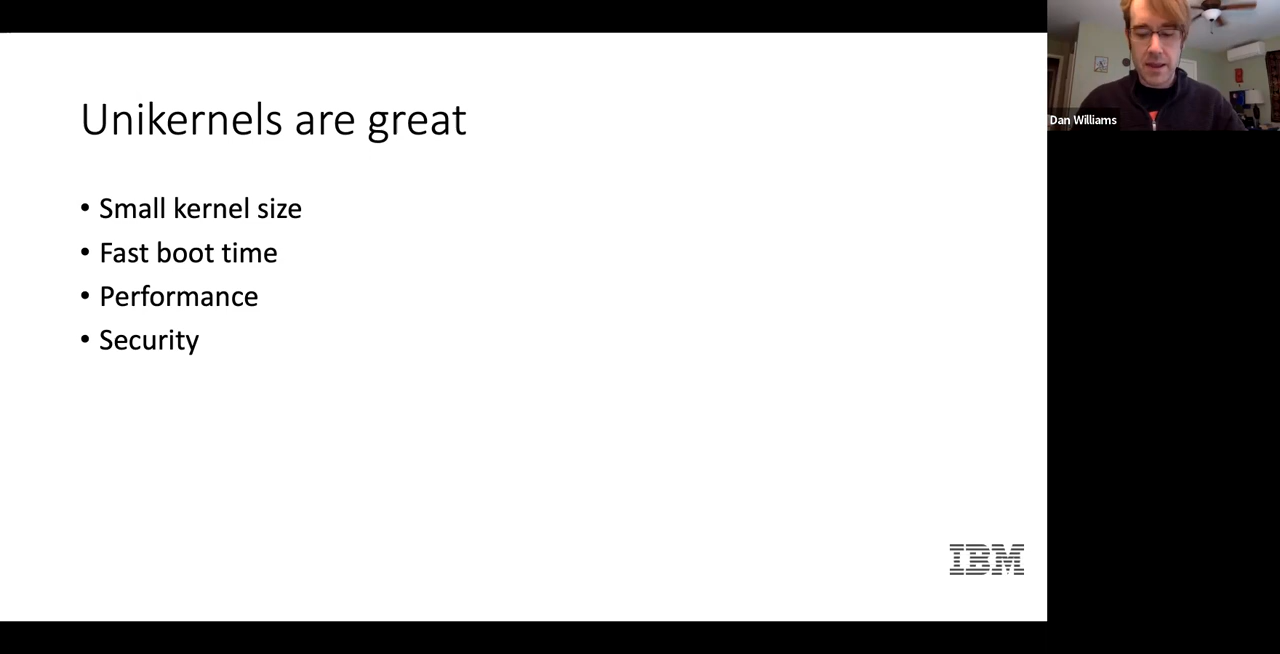 Unikernels are great
• Small kernel size
• Fast boot time
• Performance
• Security
IBM
Dan Williams